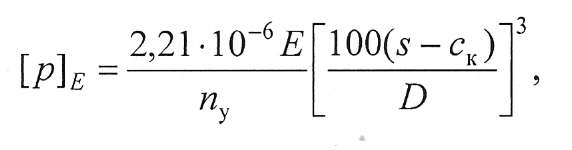 [p]_E = \frac{2,21 \cdot 10^{-6} E}{n_у} \left[ \frac{100(s - c_к)}{D} \right]^3,